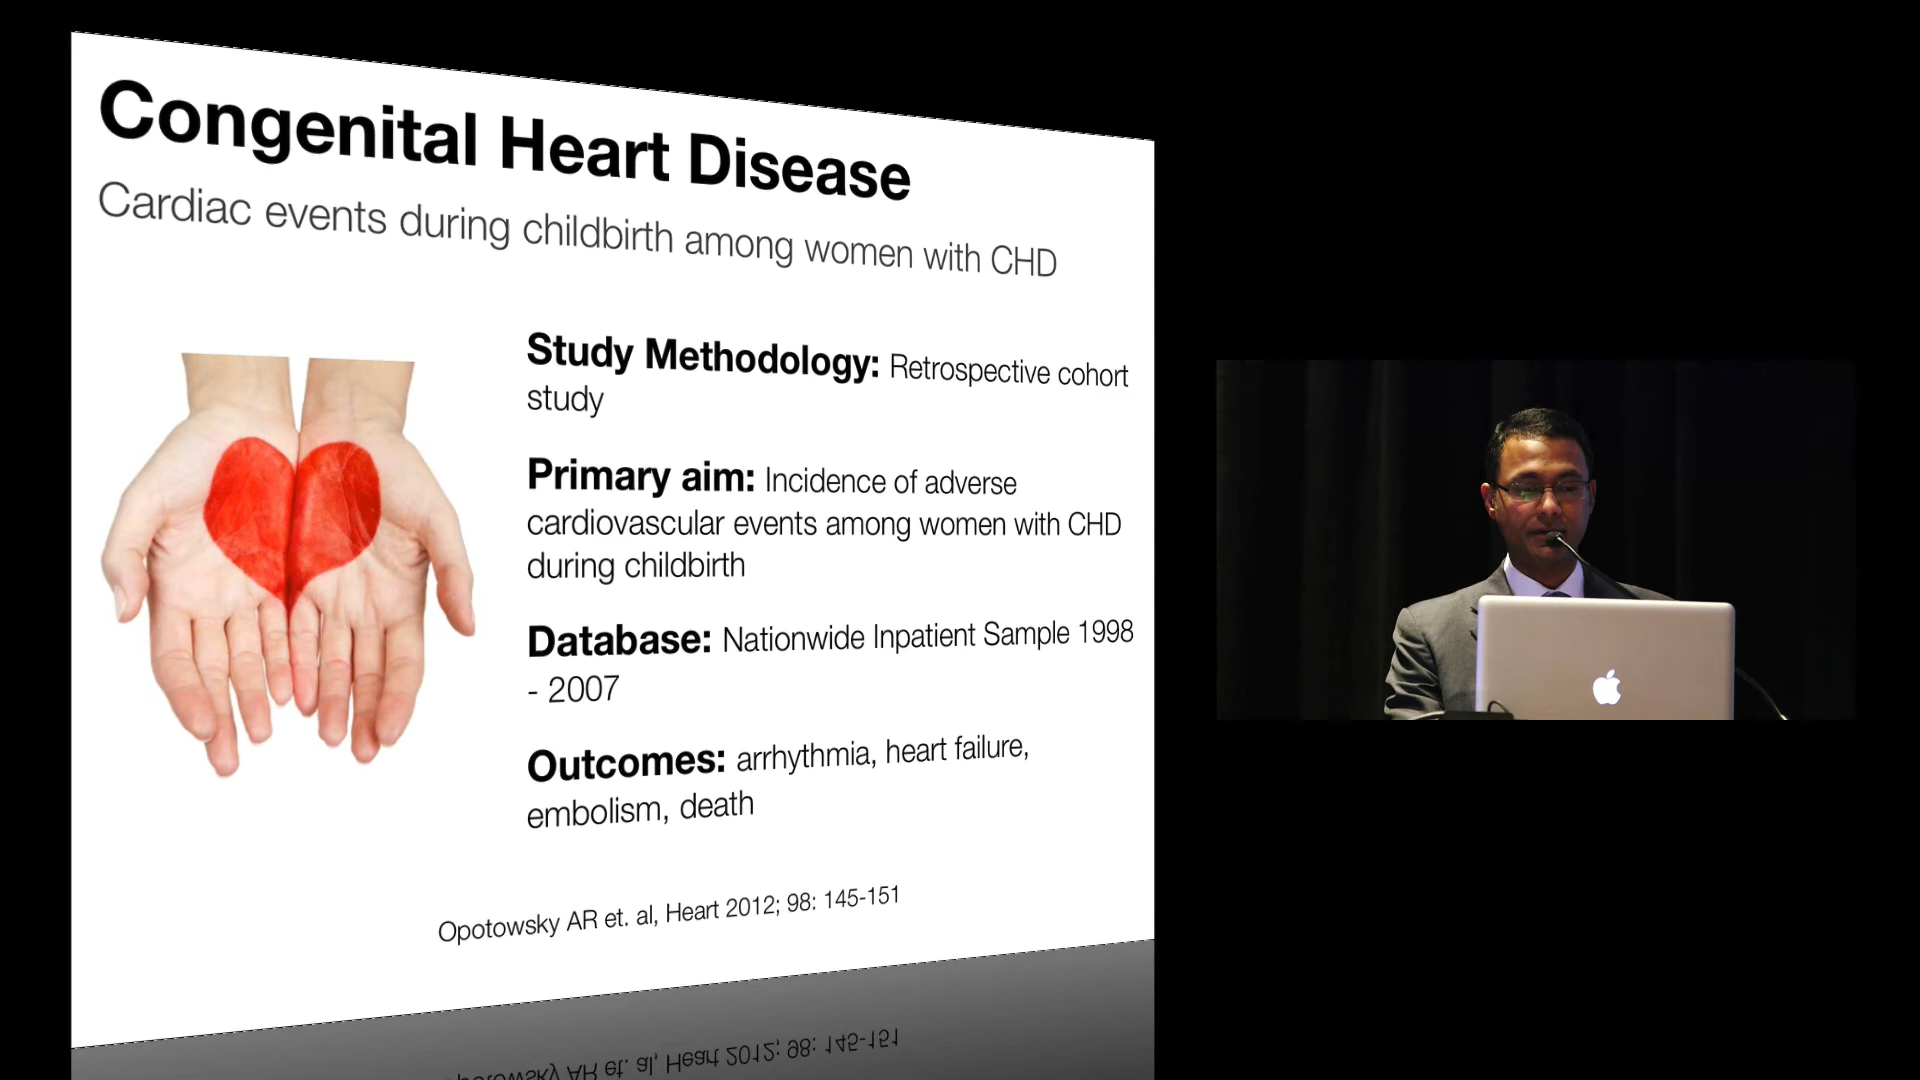 Congenital Heart Disease
Cardiac events during childbirth among women with CHD
Study Methodology: Retrospective cohort
study
Primary aim: Incidence of adverse
cardiovascular events among women with CHD
during childbirth
Database: Nationwide Inpatient Sample 1998
- 2007
Outcomes: arrhythmia, heart failure,
embolism, death
Opotowsky AR et. al, Heart 2012; 98: 145-151